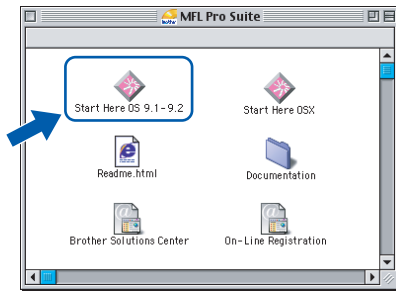 MFL Pro Suite
Start Here OS 9.1-9.2
Start Here OSX
Readme.html
Documentation
Brother Solutions Center
On-Line Registration